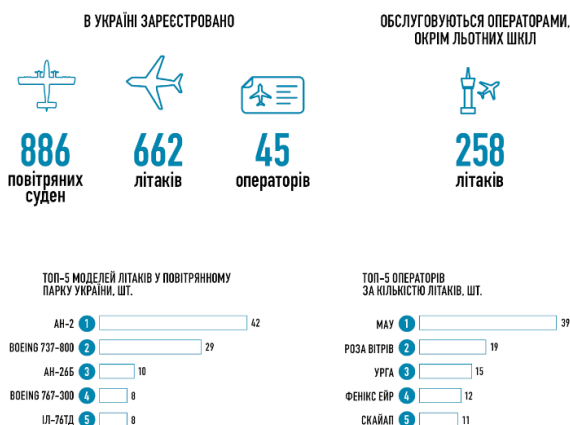 В УКРАЇНІ ЗАРЕЄСТРОВАНО
886
повітряних
суден
662
літаків
45
операторів
ОБСЛУГОВУЮТЬСЯ ОПЕРАТОРАМИ,
ОКРІМ ЛЬОТНИХ ШКІЛ
258
літаків
ТОП-5 МОДЕЛЕЙ ЛІТАКІВ У ПОВІТРЯННОМУ
ПАРКУ УКРАЇНИ, ШТ.
АН-2 1 42
BOEING 737-800 2 29
АН-26Б 3 10
BOEING 767-300 4 8
ІЛ-76ТД 5 8
ТОП-5 ОПЕРАТОРІВ
ЗА КІЛЬКІСТЮ ЛІТАКІВ, ШТ.
МАУ 1 39
РОЗА ВІТРІВ 2 19
УРГА 3 15
ФЕНІКС ЕЙР 4 12
СКАЙАП 5 11